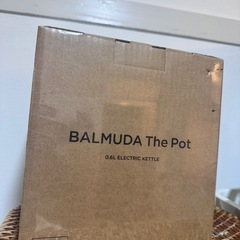 BALMUDA The Pot
0.6L ELECTRIC KETTLE